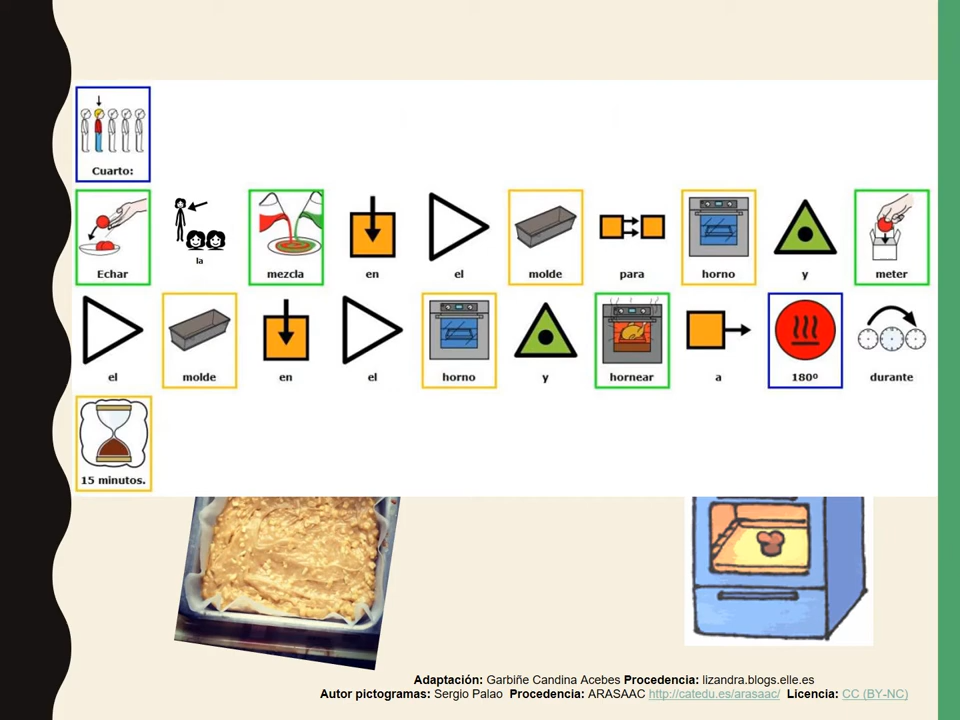 Cuarto:
Echar la mezcla en el molde para horno y meter
el molde en el horno y hornear a 180º durante
15 minutos.
Adaptación: Garbiñe Candina Acebes Procedencia: lizandra.blogs.elle.es
Autor pictogramas: Sergio Palao Procedencia: ARASAAC http://catedu.es/arasaac/ Licencia: CC (BY-NC)